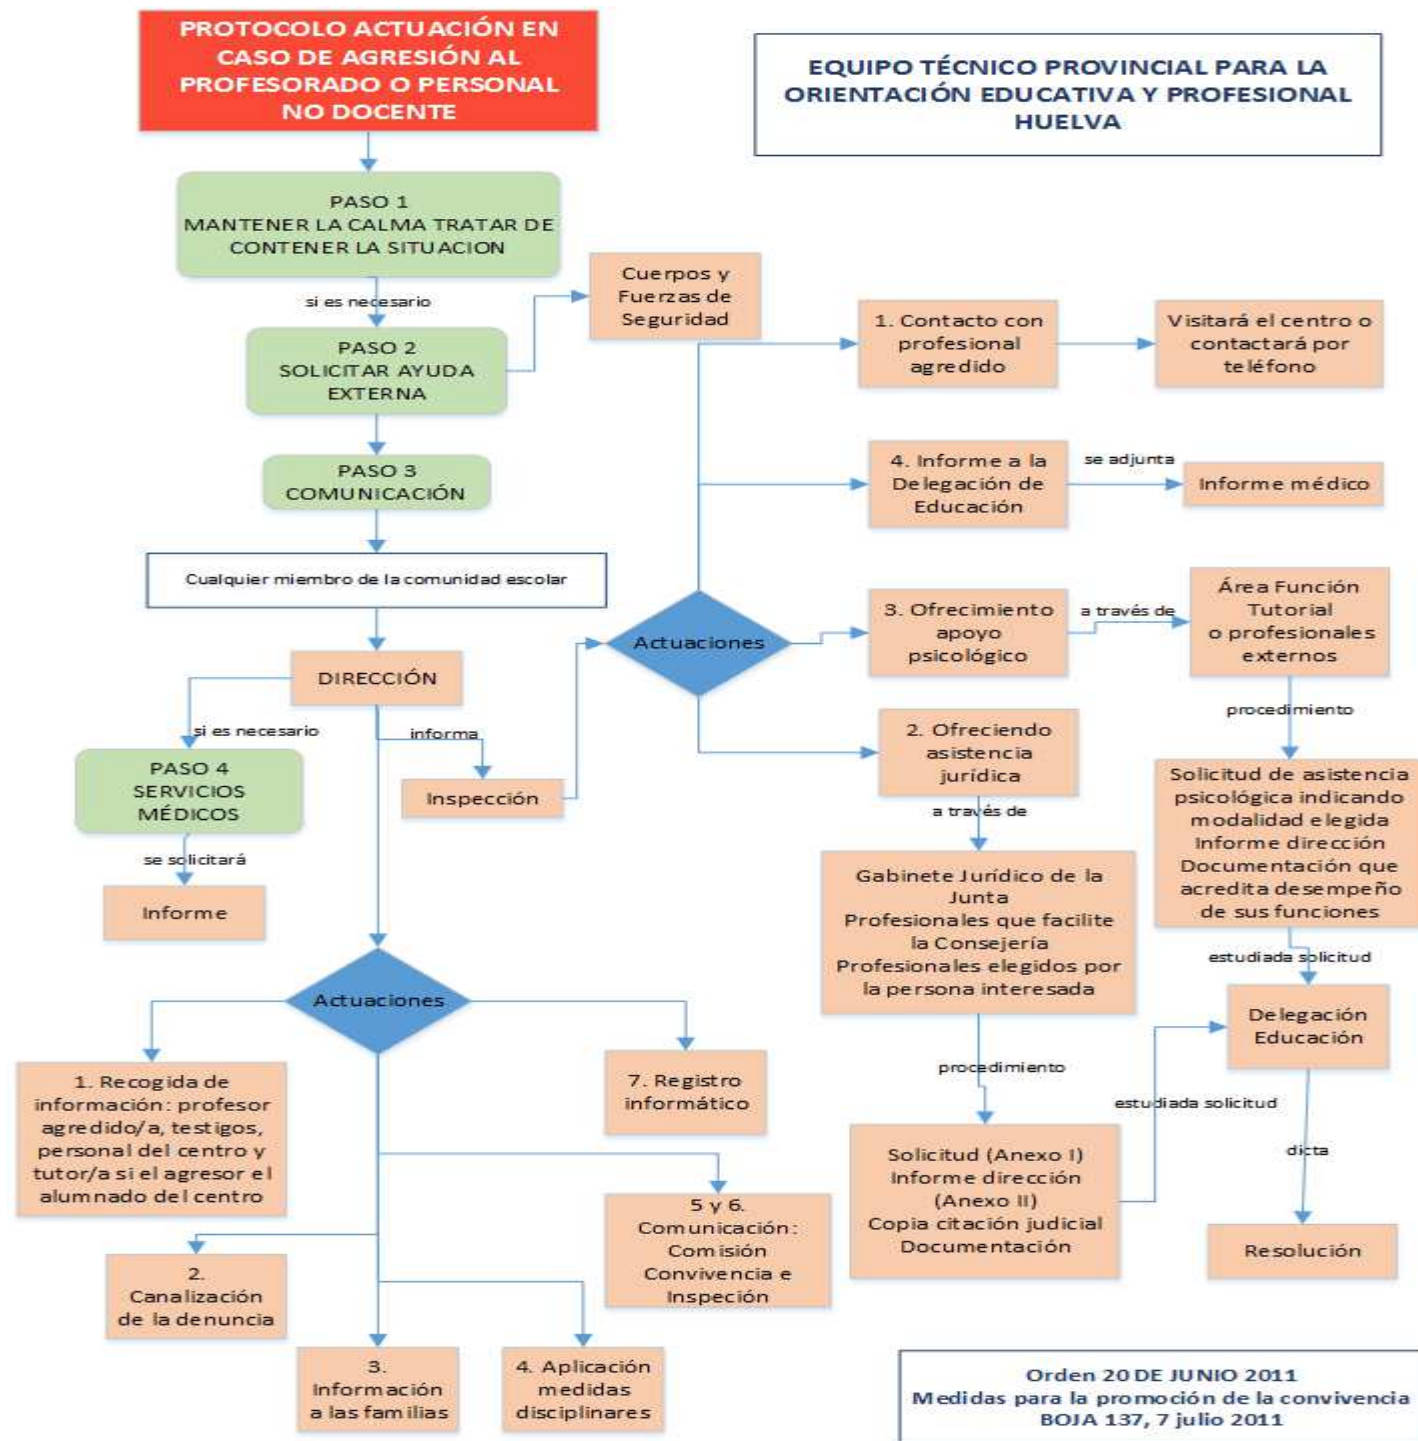 PROTOCOLO ACTUACIÓN EN
CASO DE AGRESIÓN AL
PROFESORADO O PERSONAL
NO DOCENTE
EQUIPO TÉCNICO PROVINCIAL PARA LA
ORIENTACIÓN EDUCATIVA Y PROFESIONAL
HUELVA
PASO 1
MANTENER LA CALMA TRATAR DE
CONTENER LA SITUACION
si es necesario
PASO 2
SOLICITAR AYUDA
EXTERNA
Cuerpos y
Fuerzas de
Seguridad
PASO 3
COMUNICACIÓN
Cualquier miembro de la comunidad escolar
DIRECCIÓN
si es necesario
informa
PASO 4
SERVICIOS
MÉDICOS
se solicitará
Informe
Inspección
Actuaciones
1. Contacto con
profesional
agredido
Visitará el centro o
contactará por
teléfono
4. Informe a la
Delegación de
Educación
se adjunta
Informe médico
3. Ofrecimiento
apoyo
psicológico
a través de
Área Función
Tutorial
o profesionales
externos
procedimiento
Solicitud de asistencia
psicológica indicando
modalidad elegida
Informe dirección
Documentación que
acredita desempeño
de sus funciones
estudiada solicitud
2. Ofreciendo
asistencia
jurídica
a través de
Gabinete Jurídico de la
Junta
Profesionales que facilite
la Consejería
Profesionales elegidos por
la persona interesada
procedimiento
Solicitud (Anexo I)
Informe dirección
(Anexo II)
Copia citación judicial
Documentación
estudiada solicitud
Delegación
Educación
dicta
Resolución
Actuaciones
1. Recogida de
información: profesor
agredido/a, testigos,
personal del centro y
tutor/a si el agresor el
alumnado del centro
2.
Canalización
de la denuncia
3.
Información
a las familias
4. Aplicación
medidas
disciplinares
5 y 6.
Comunicación:
Comisión
Convivencia e
Inspeción
7. Registro
informático
Orden 20 DE JUNIO 2011
Medidas para la promoción de la convivencia
BOJA 137, 7 julio 2011